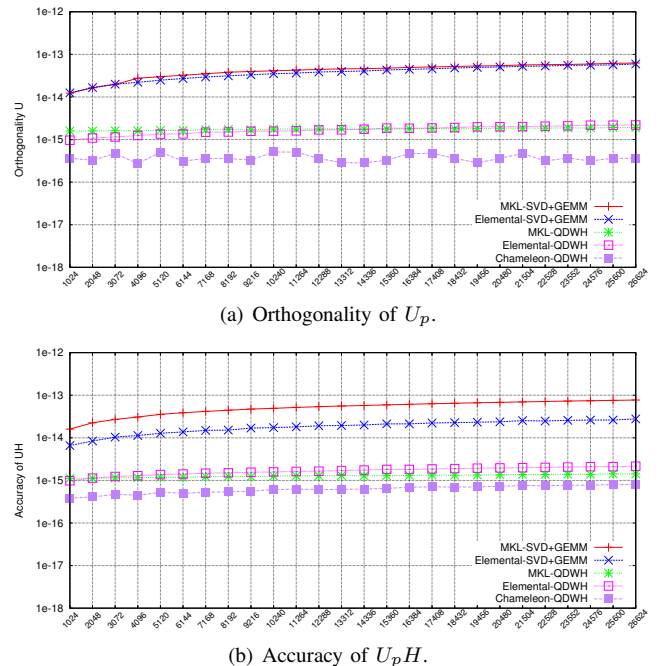 1e-12
1e-13
1e-14
1e-15
1e-16
1e-17
1e-18
Orthogonality U
MKL-SVD+GEMM
Elemental-SVD+GEMM
MKL-QDWH
Elemental-QDWH
Chameleon-QDWH
1024 2048 3072 4096 5120 6144 7168 8192 9216 10240 11264 12288 13312 14336 15360 16384 17408 18432 19456 20480 21504 22528 23552 24576 25600 26624
(a) Orthogonality of U_p.
1e-12
1e-13
1e-14
1e-15
1e-16
1e-17
1e-18
Accuracy of UH
MKL-SVD+GEMM
Elemental-SVD+GEMM
MKL-QDWH
Elemental-QDWH
Chameleon-QDWH
1024 2048 3072 4096 5120 6144 7168 8192 9216 10240 11264 12288 13312 14336 15360 16384 17408 18432 19456 20480 21504 22528 23552 24576 25600 26624
(b) Accuracy of U_pH.